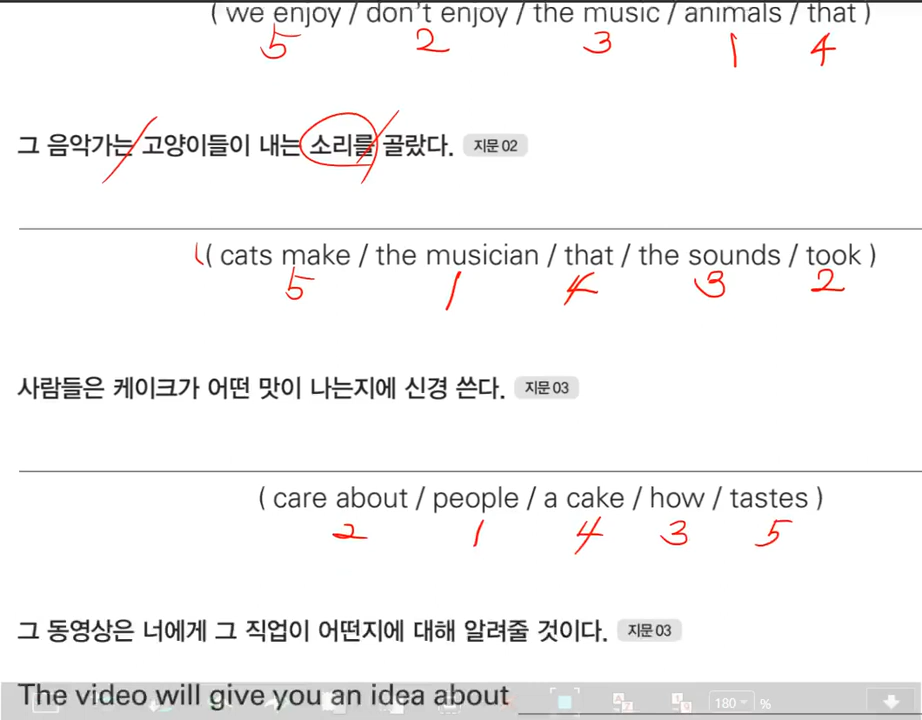 ( we enjoy / don't enjoy / the music / animals / that )
5 2 3 1 4
그 음악가는 고양이들이 내는 소리를 골랐다. 지문 02
( cats make / the musician / that / the sounds / took )
5 1 4 3 2
사람들은 케이크가 어떤 맛이 나는지에 신경 쓴다. 지문 03
( care about / people / a cake / how / tastes )
2 1 4 3 5
그 동영상은 너에게 그 직업이 어떤지에 대해 알려줄 것이다. 지문 03
The video will give you an idea about
180 %